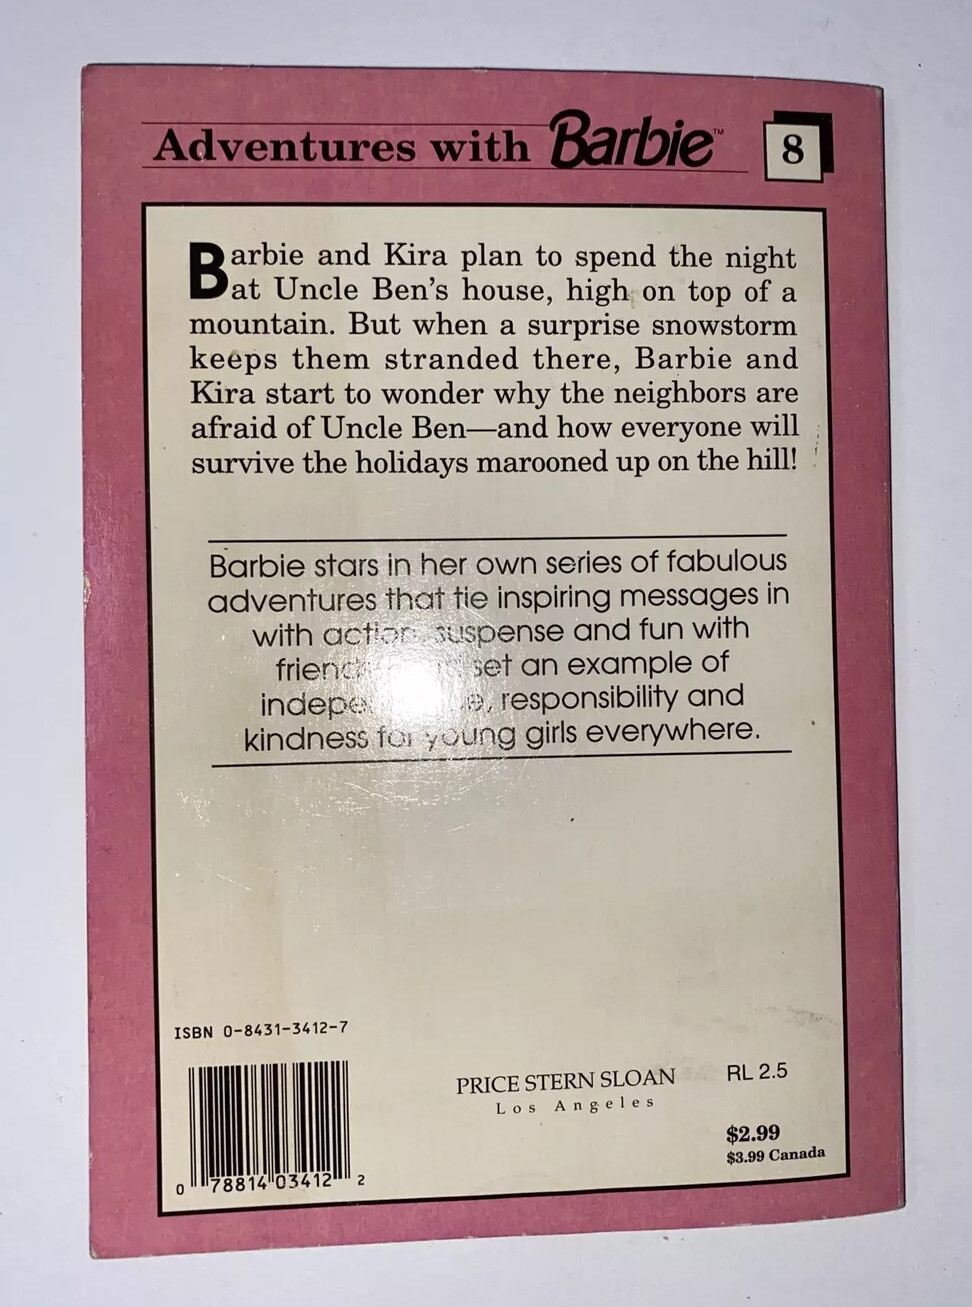 Adventures with Barbie™ 8
Barbie and Kira plan to spend the night
at Uncle Ben's house, high on top of a
mountain. But when a surprise snowstorm
keeps them stranded there, Barbie and
Kira start to wonder why the neighbors are
afraid of Uncle Ben—and how everyone will
survive the holidays marooned up on the hill!
Barbie stars in her own series of fabulous
adventures that tie inspiring messages in
with action, suspense and fun with
set an example of
responsibility and
kindness for young girls everywhere.
ISBN 0-8431-3412-7
PRICE STERN SLOAN
Los Angeles
RL 2.5
$2.99
$3.99 Canada
0 78814 03412 2